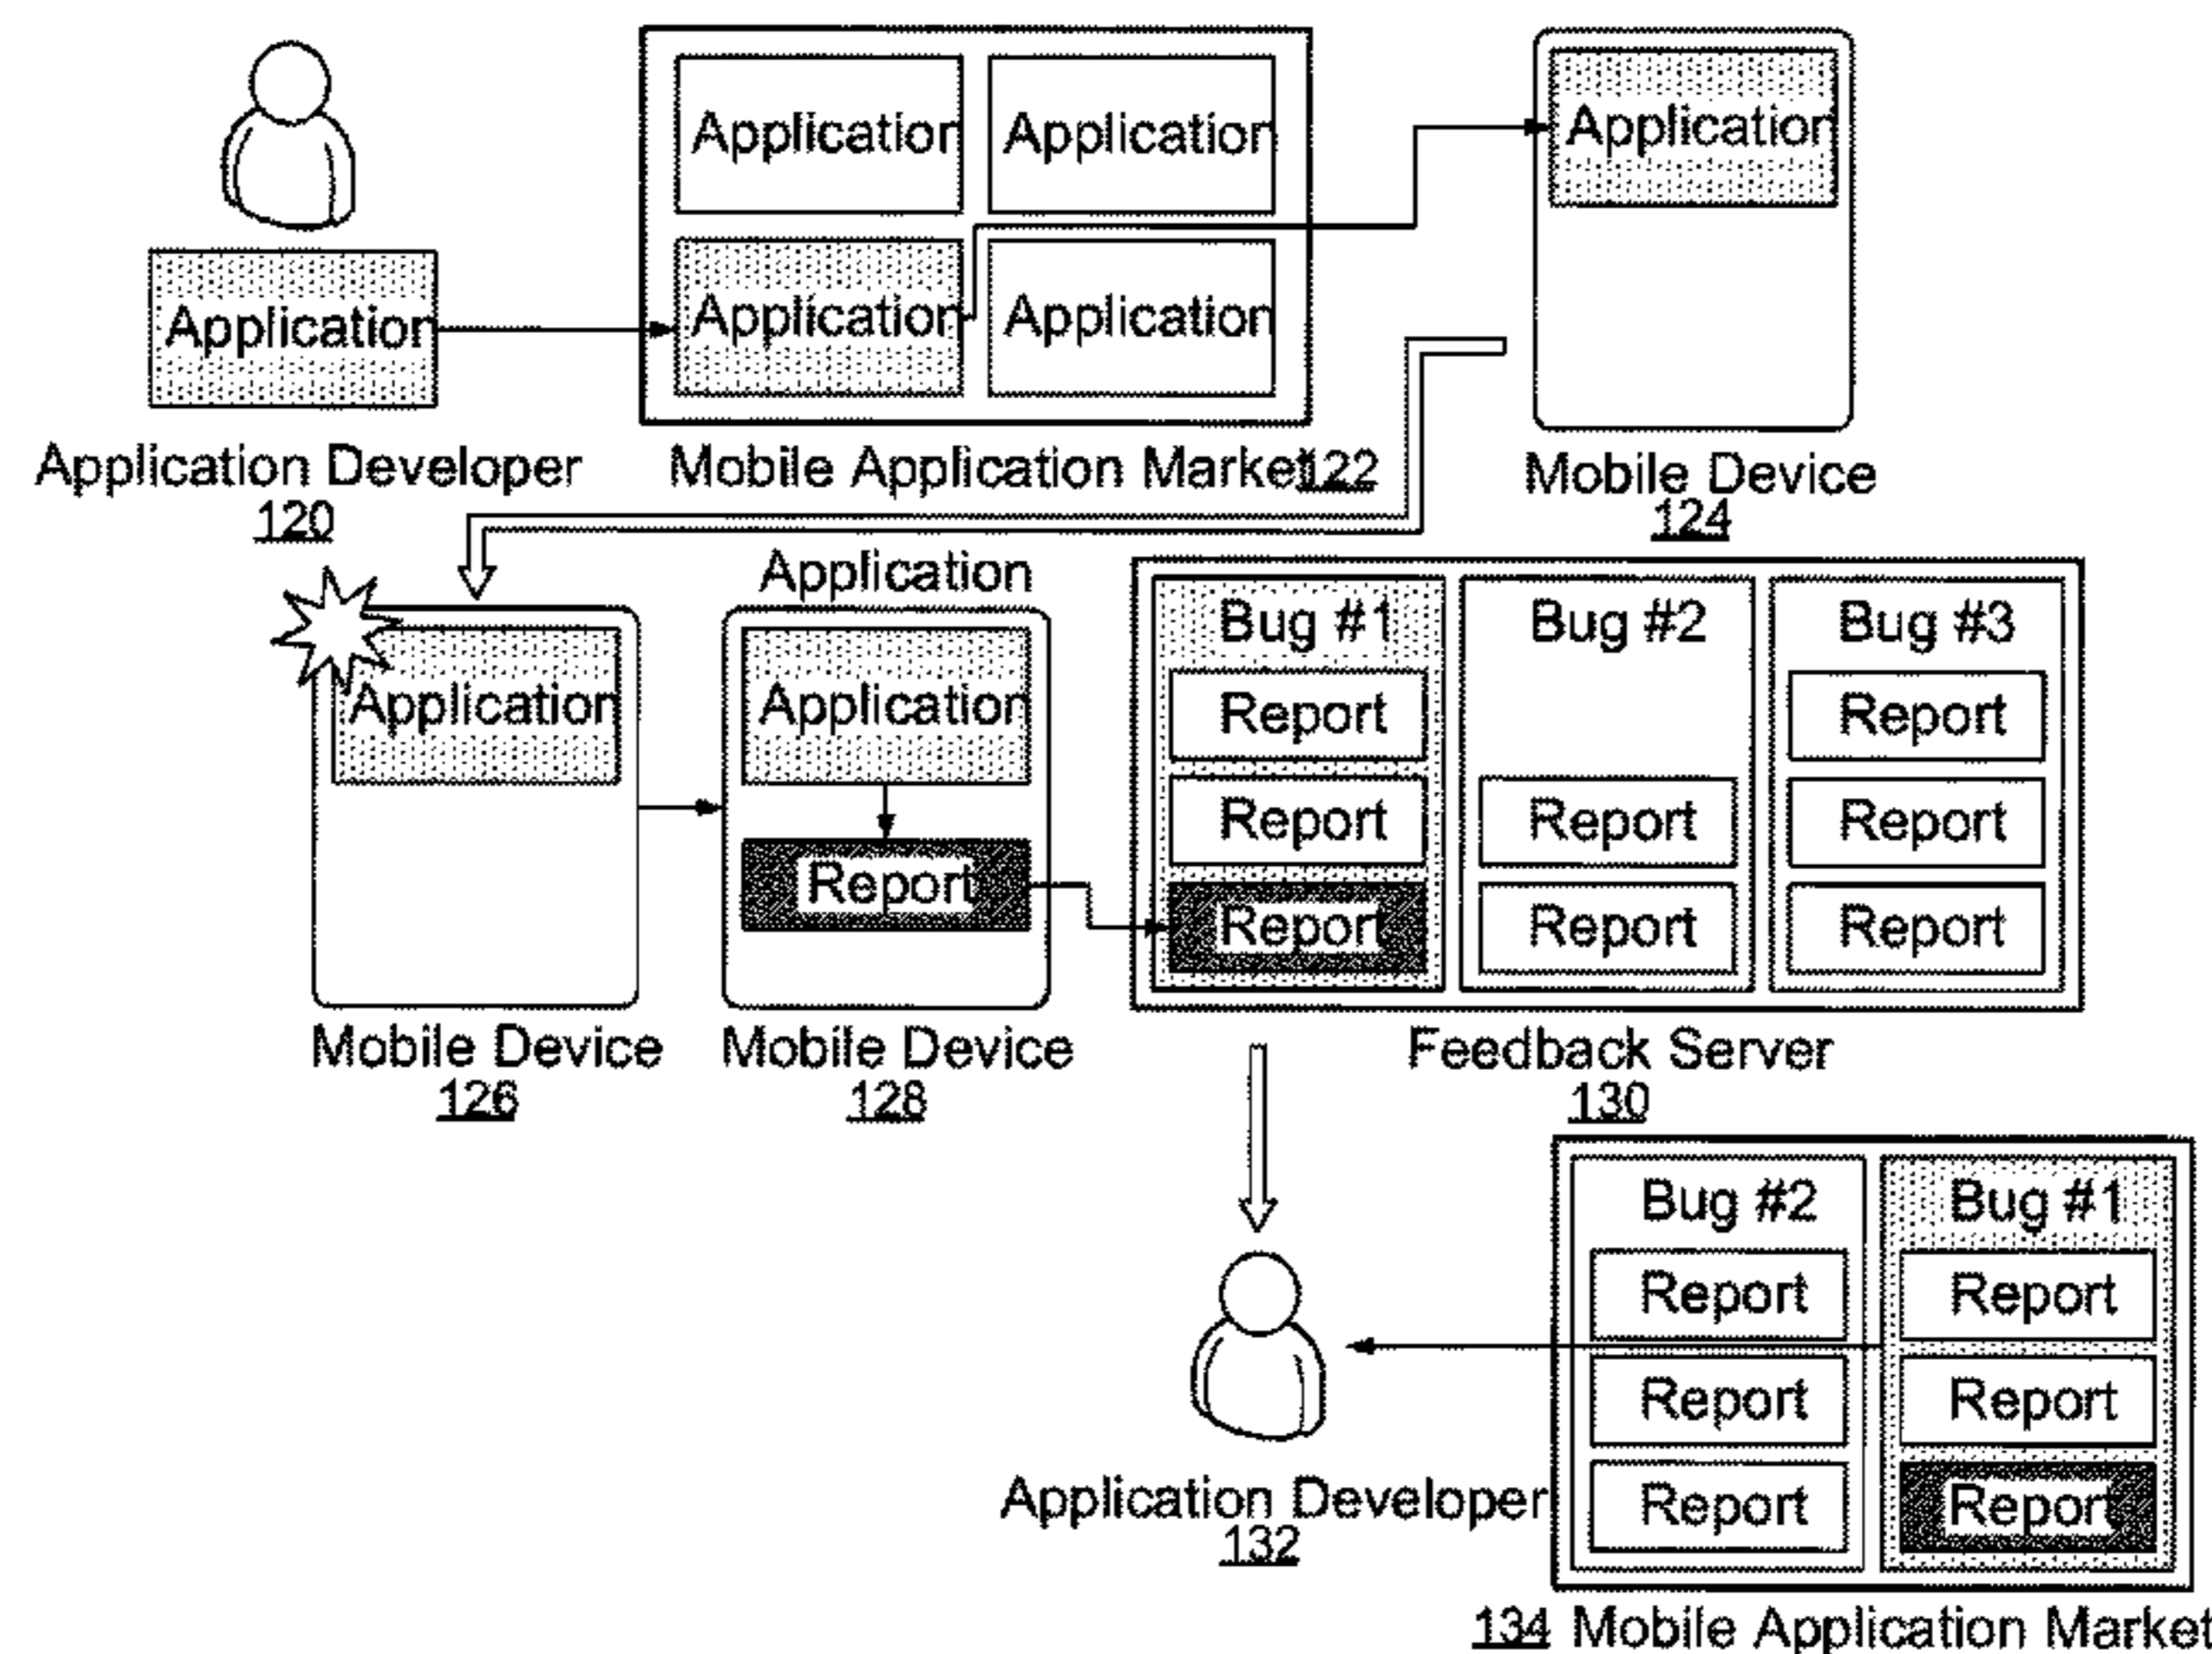 Application
Application Developer
120
Application
Application
Application
Application
Mobile Application Market 122
Application
Mobile Device
124
Application
Mobile Device
126
Application
Application
Report
Mobile Device
128
Bug #1
Report
Report
Report
Bug #2
Report
Report
Bug #3
Report
Report
Report
Feedback Server
130
Application Developer
132
Bug #2
Report
Report
Report
Bug #1
Report
Report
Report
134 Mobile Application Market